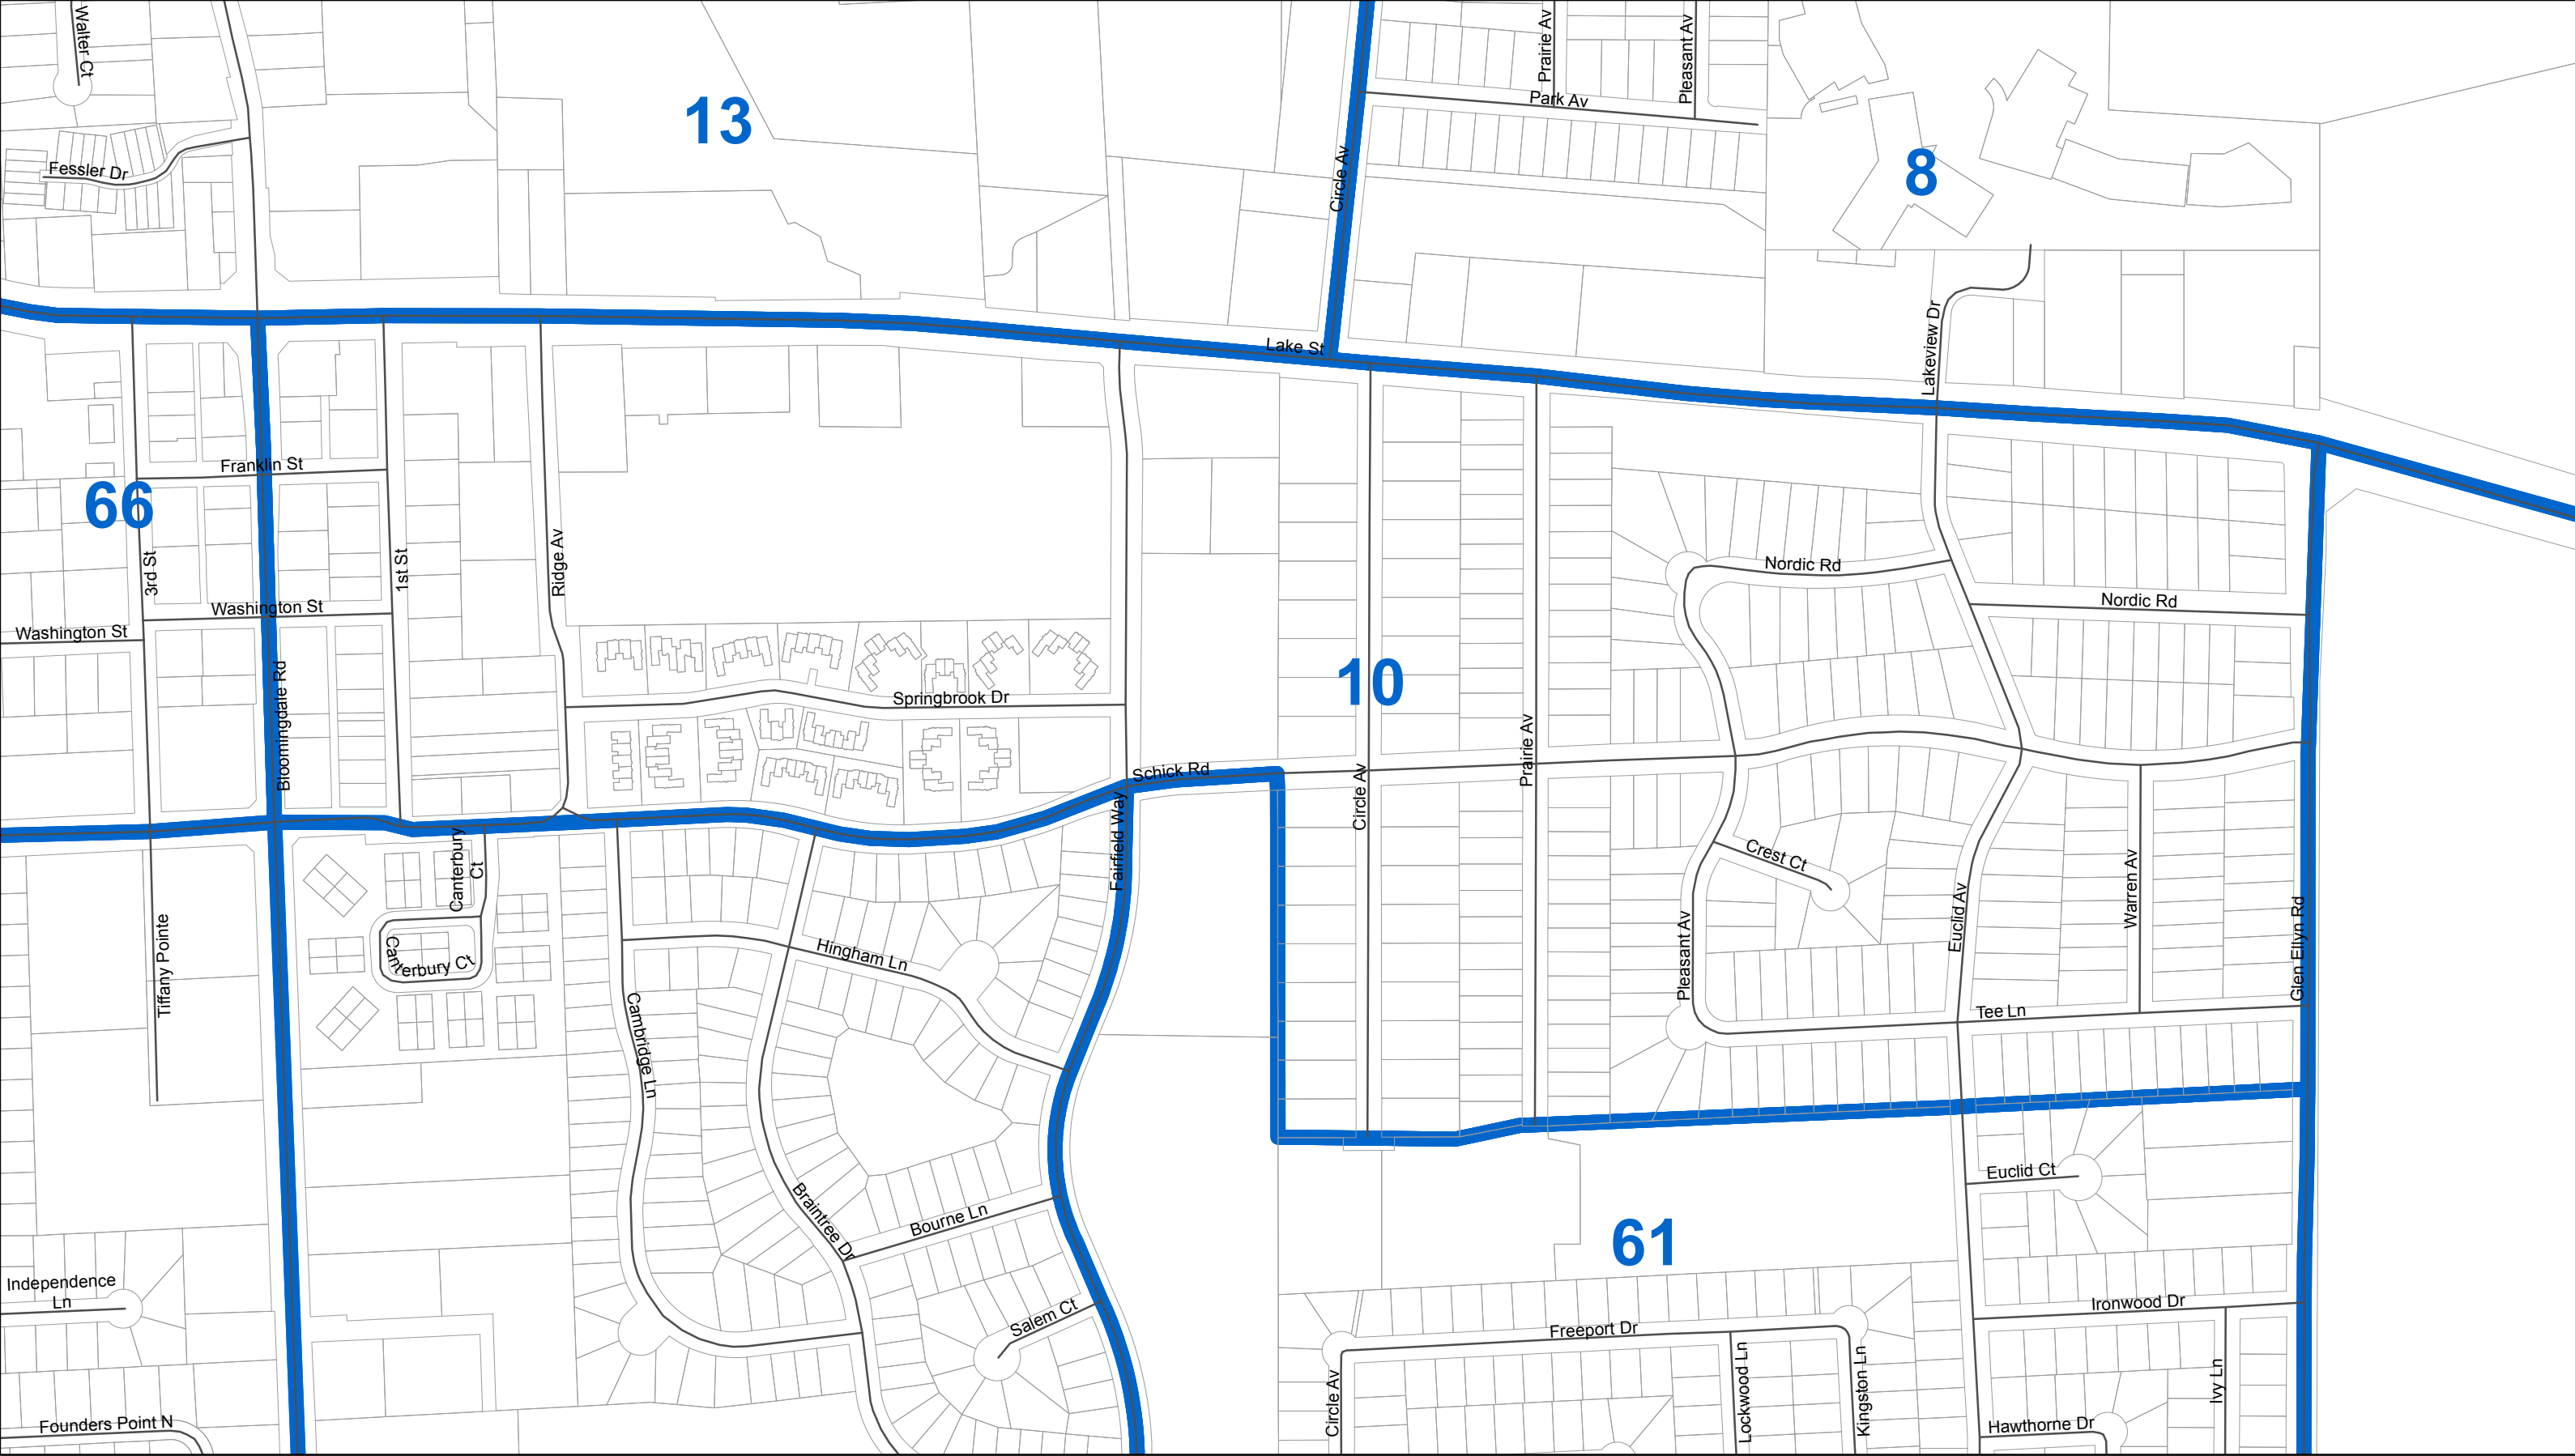 Walter Ct
Prairie Av
Pleasant Av
13
Park Av
8
Fessler Dr
Circle Av
Lake St
Lakeview Dr
Franklin St
66
3rd St
1st St
Ridge Av
Nordic Rd
Nordic Rd
Washington St
Washington St
Bloomingdale Rd
10
Springbrook Dr
Prairie Av
Schick Rd
Circle Av
Fairfield Way
Canterbury
Ct
Crest Ct
Warren Av
Euclid Av
Pleasant Av
Glen Ellyn Rd
Tiffany Pointe
Canterbury Ct
Hingham Ln
Cambridge Ln
Tee Ln
Euclid Ct
Braintree Dr
Bourne Ln
61
Independence
Ln
Salem Ct
Ironwood Dr
Freeport Dr
Circle Av
Lockwood Ln
Kingston Ln
Ivy Ln
Founders Point N
Hawthorne Dr